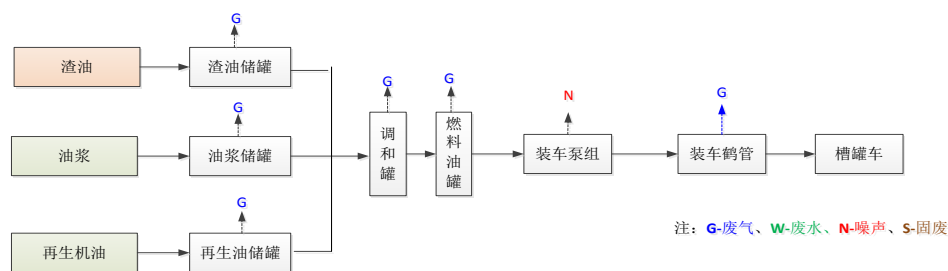 G
渣油
渣油储罐
G
G
G
N
G
油浆
油浆储罐
调和罐
燃料油罐
装车泵组
装车鹤管
槽罐车
G
再生机油
再生油储罐
注：G-废气、W-废水、N-噪声、S-固废